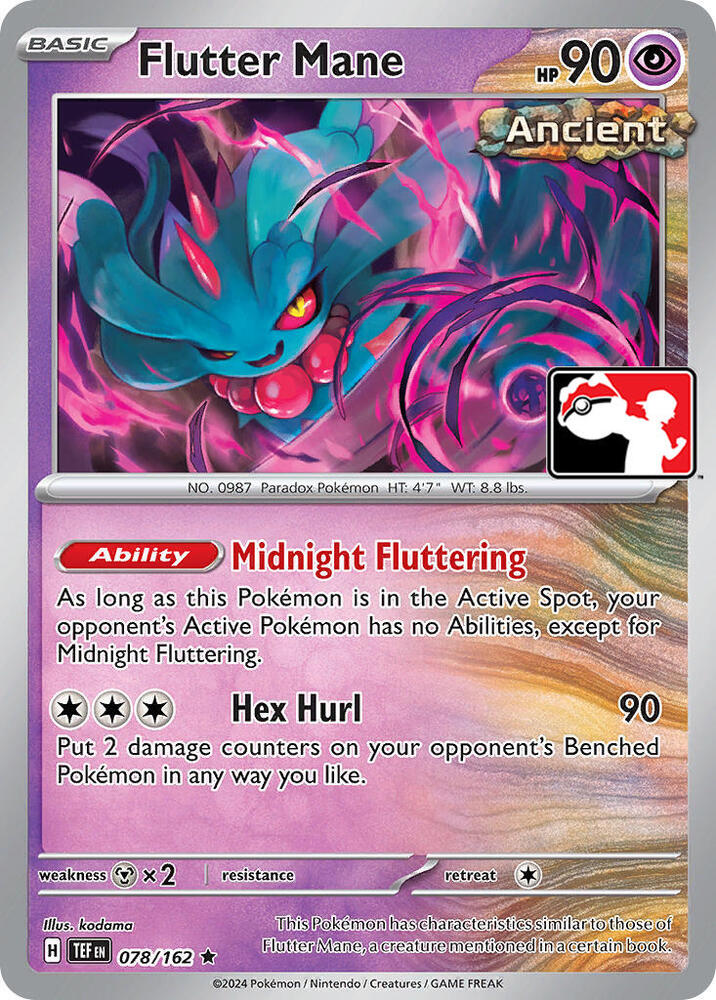 BASIC
Flutter Mane
HP 90
Ancient
NO. 0987 Paradox Pokémon HT: 4'7" WT: 8.8 lbs.
TM
Ability Midnight Fluttering
As long as this Pokémon is in the Active Spot, your
opponent's Active Pokémon has no Abilities, except for
Midnight Fluttering.
Hex Hurl 90
Put 2 damage counters on your opponent's Benched
Pokémon in any way you like.
weakness ×2 resistance retreat
Illus. kodama
This Pokémon has characteristics similar to those of
Flutter Mane, a creature mentioned in a certain book.
H TEF EN 078/162 ★
©2024 Pokémon / Nintendo / Creatures / GAME FREAK